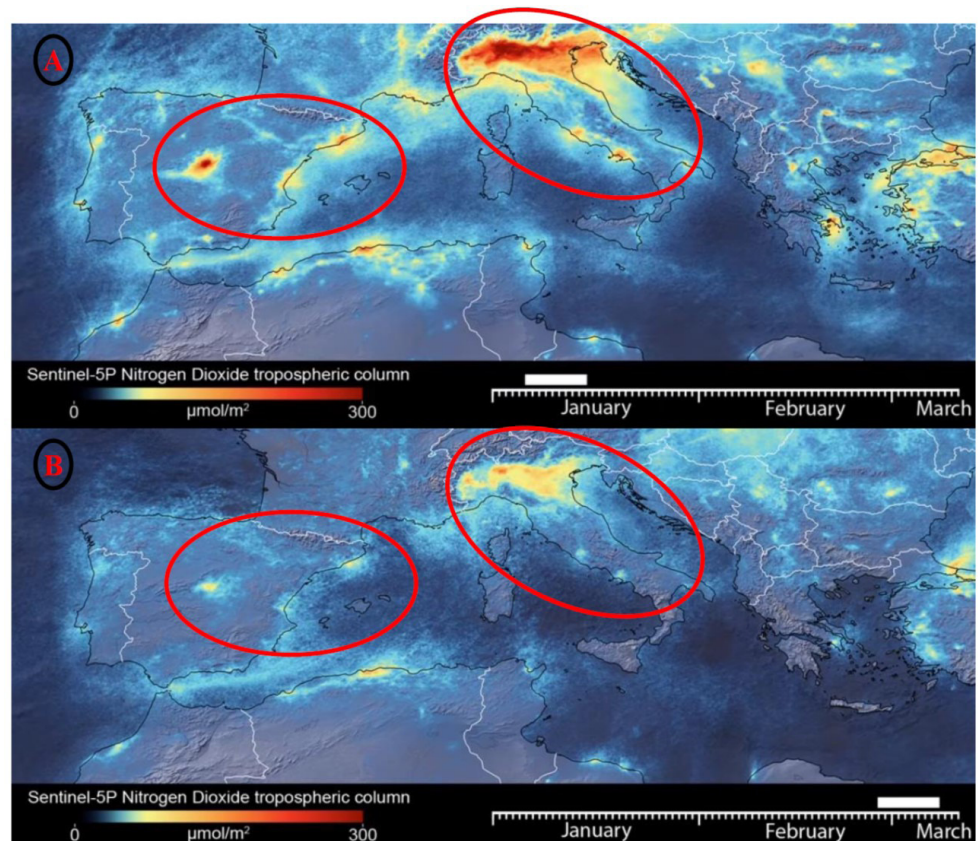 A
Sentinel-5P Nitrogen Dioxide tropospheric column
0 µmol/m² 300
January February March
B
Sentinel-5P Nitrogen Dioxide tropospheric column
0 µmol/m² 300
January February March